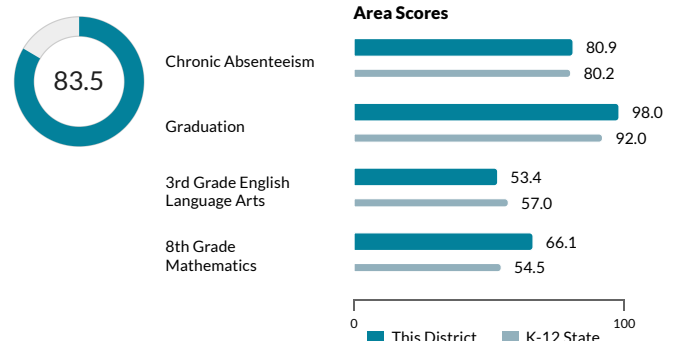 Area Scores
83.5
Chronic Absenteeism
80.9
80.2
Graduation
98.0
92.0
3rd Grade English
Language Arts
53.4
57.0
8th Grade
Mathematics
66.1
54.5
0
100
This District
K-12 State